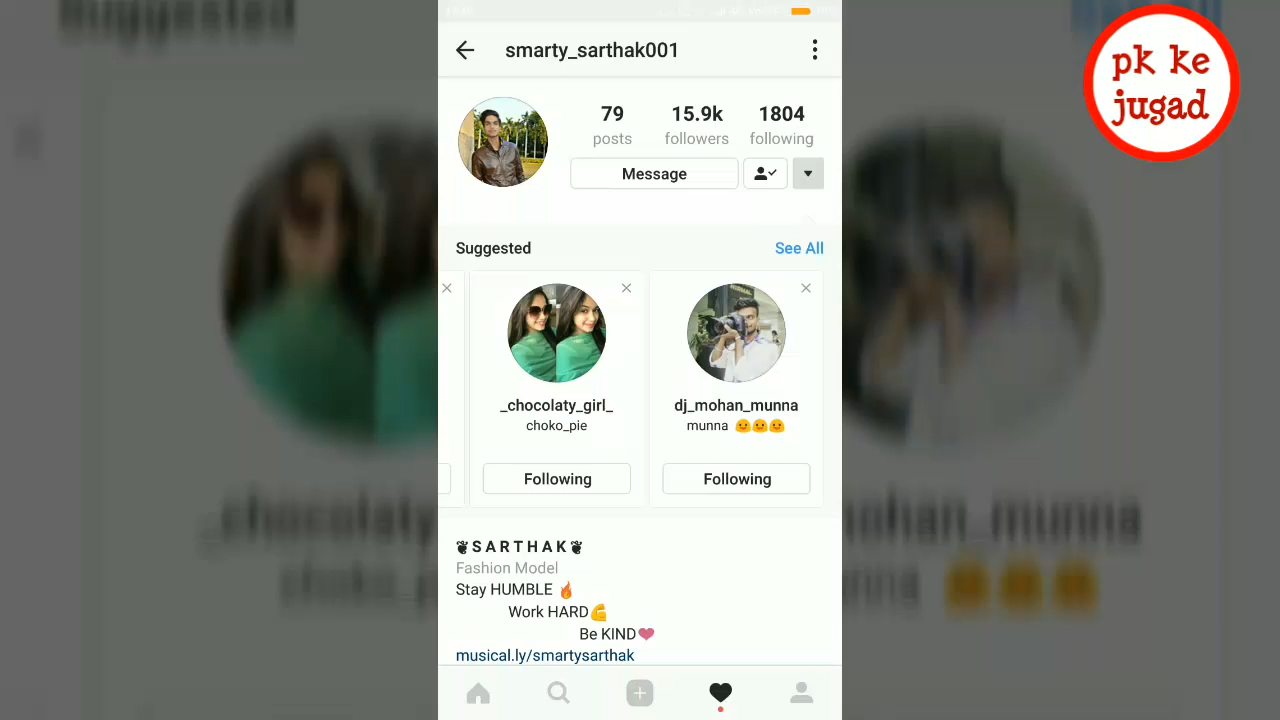 smarty_sarthak001
79
15.9k
1804
posts
followers
following
Message
Suggested
See All
_chocolaty_girl_
choko_pie
Following
dj_mohan_munna
munna 🙂🙂🙂
Following
❦ S A R T H A K ❦
Fashion Model
Stay HUMBLE 🔥
Work HARD💪
Be KIND❤
musical.ly/smartysarthak
pk ke
jugad